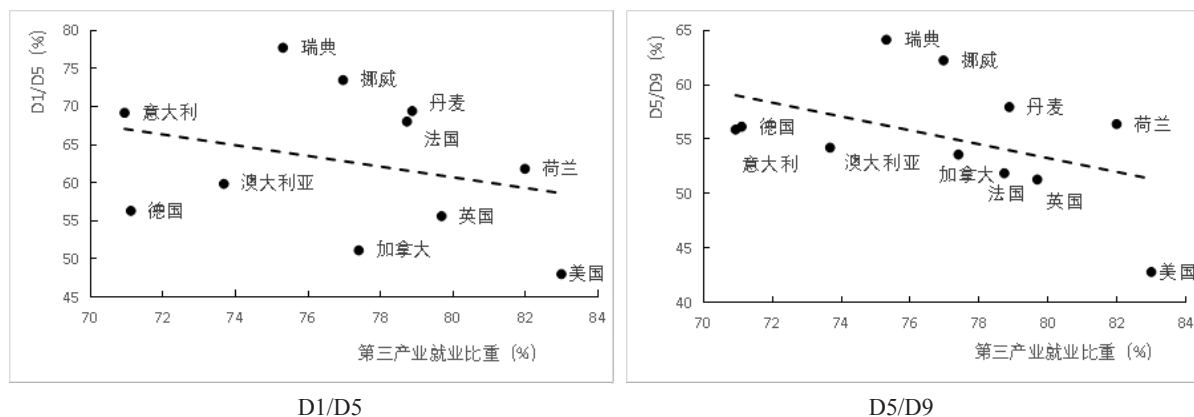 D1/D5 (%)
80
75
70
65
60
55
50
45
瑞典
挪威
意大利
丹麦
法国
荷兰
澳大利亚
德国
英国
加拿大
美国
70 72 74 76 78 80 82 84
第三产业就业比重 (%)
D1/D5
D5/D9 (%)
65
60
55
50
45
40
瑞典
挪威
丹麦
荷兰
德国
意大利
澳大利亚
加拿大
法国
英国
美国
70 72 74 76 78 80 82 84
第三产业就业比重 (%)
D5/D9